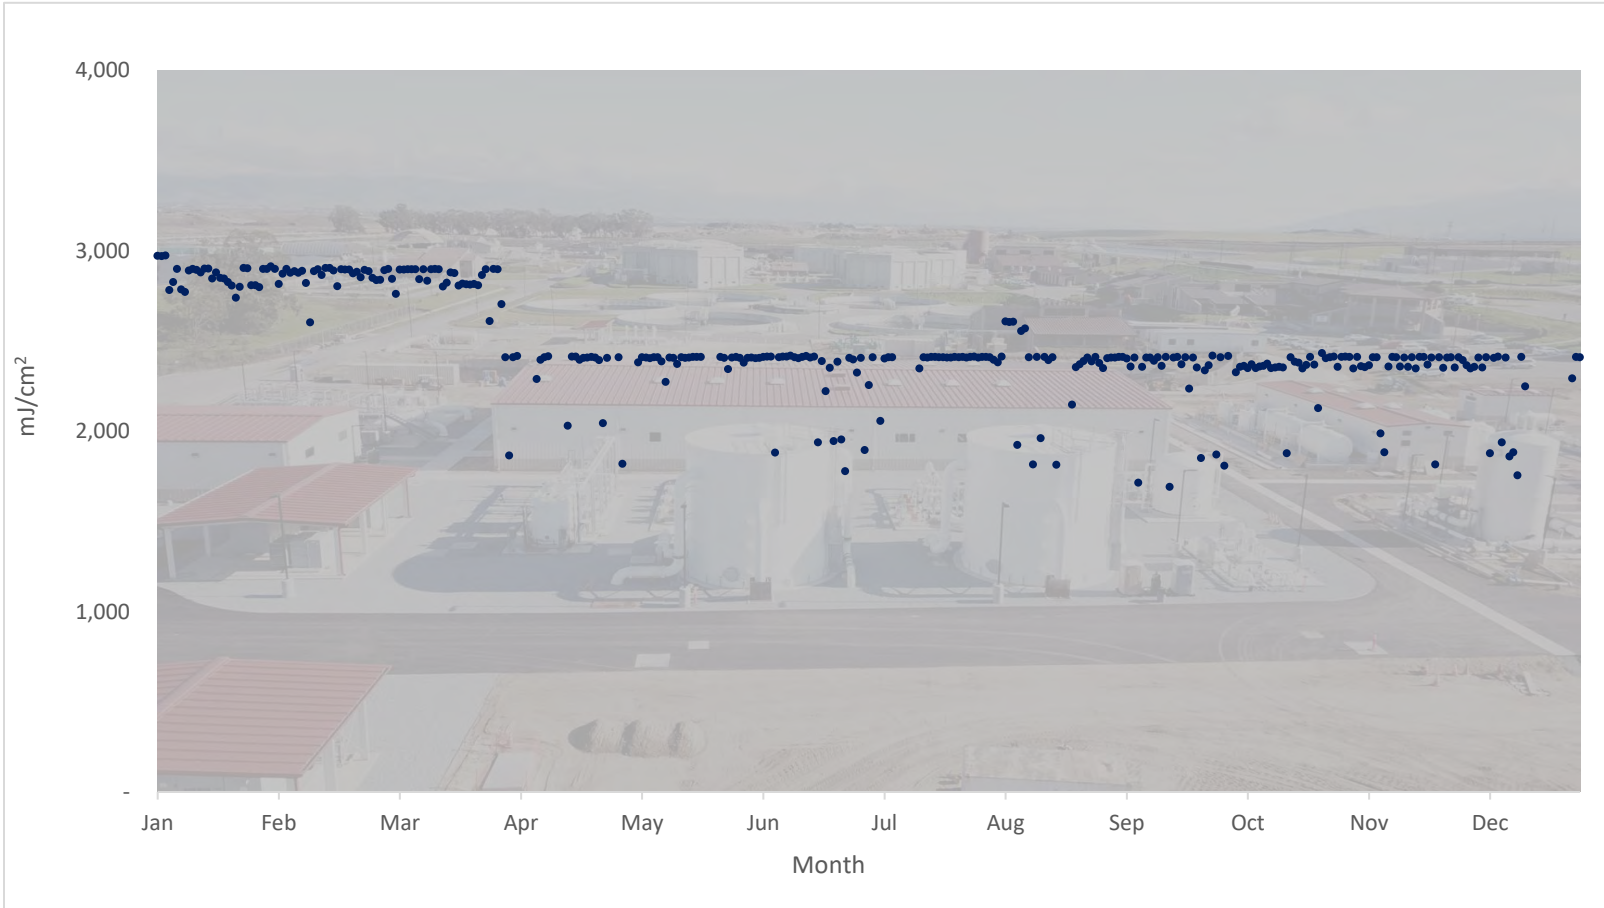 4,000
3,000
2,000
1,000
-
mJ/cm²
Jan Feb Mar Apr May Jun Jul Aug Sep Oct Nov Dec
Month